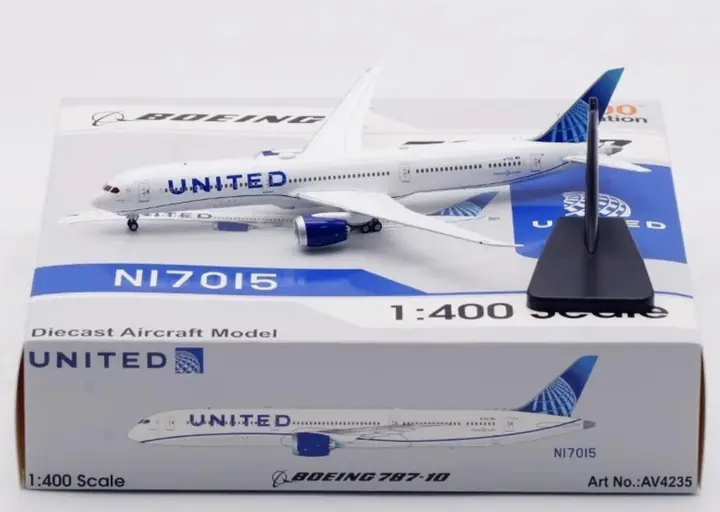 BOEING
UNITED
UNITED
N17015
1:400 Scale
Diecast Aircraft Model
UNITED
UNITED
N17015
1:400 Scale
BOEING 787-10
Art No.:AV4235